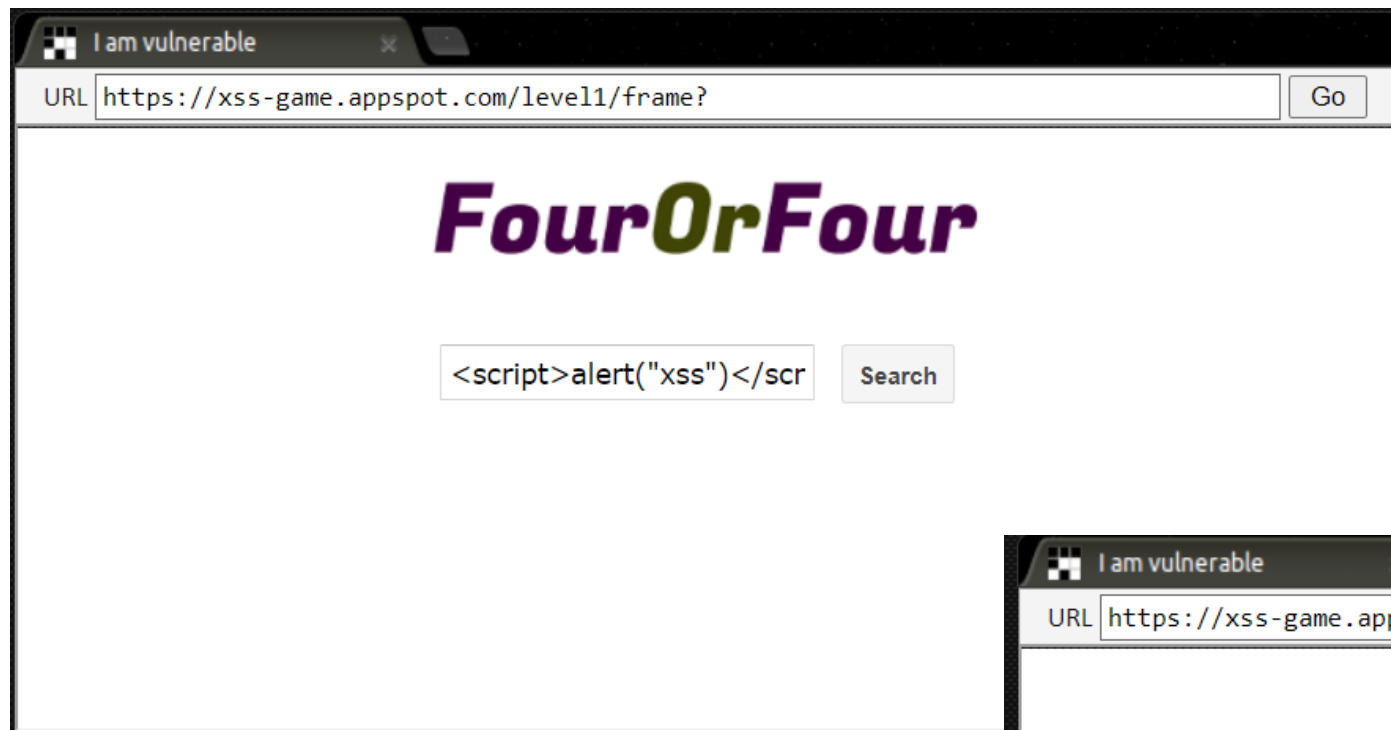 I am vulnerable
URL https://xss-game.appspot.com/level1/frame? Go
FourOrFour
<script>alert("xss")</scr Search
I am vulnerable
URL https://xss-game.app